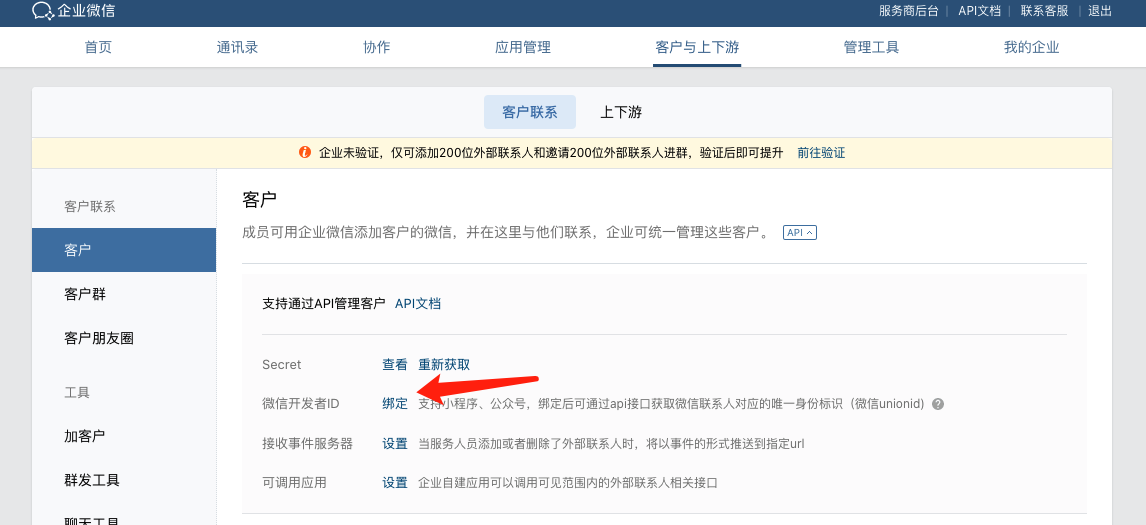 企业微信 服务商后台 | API文档 | 联系客服 | 退出
首页 通讯录 协作 应用管理 客户与上下游 管理工具 我的企业
客户联系 上下游
企业未验证，仅可添加200位外部联系人和邀请200位外部联系人进群，验证后即可提升 前往验证
客户联系
客户
客户群
客户朋友圈
工具
加客户
群发工具
聊天工具
客户
成员可用企业微信添加客户的微信，并在这里与他们联系，企业可统一管理这些客户。 API
支持通过API管理客户 API文档
Secret 查看 重新获取
微信开发者ID 绑定 支持小程序、公众号，绑定后可通过api接口获取微信联系人对应的唯一身份标识（微信unionid) ?
接收事件服务器 设置 当服务人员添加或者删除了外部联系人时，将以事件的形式推送到指定url
可调用应用 设置 企业自建应用可以调用可见范围内的外部联系人相关接口